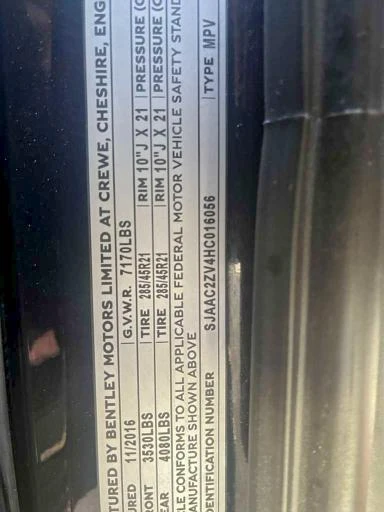 TURED BY BENTLEY MOTORS LIMITED AT CREWE, CHESHIRE, ENG
URED 11/2016 G.V.W.R. 7170LBS
RONT 3530LBS TIRE 285/45R21 RIM 10"J X 21 PRESSURE (C
EAR 4080LBS TIRE 285/45R21 RIM 10"J X 21 PRESSURE (C
CLE CONFORMS TO ALL APPLICABLE FEDERAL MOTOR VEHICLE SAFETY STAND
ANUFACTURE SHOWN ABOVE
DENTIFICATION NUMBER SJAAC2ZV4HC016056 TYPE MPV